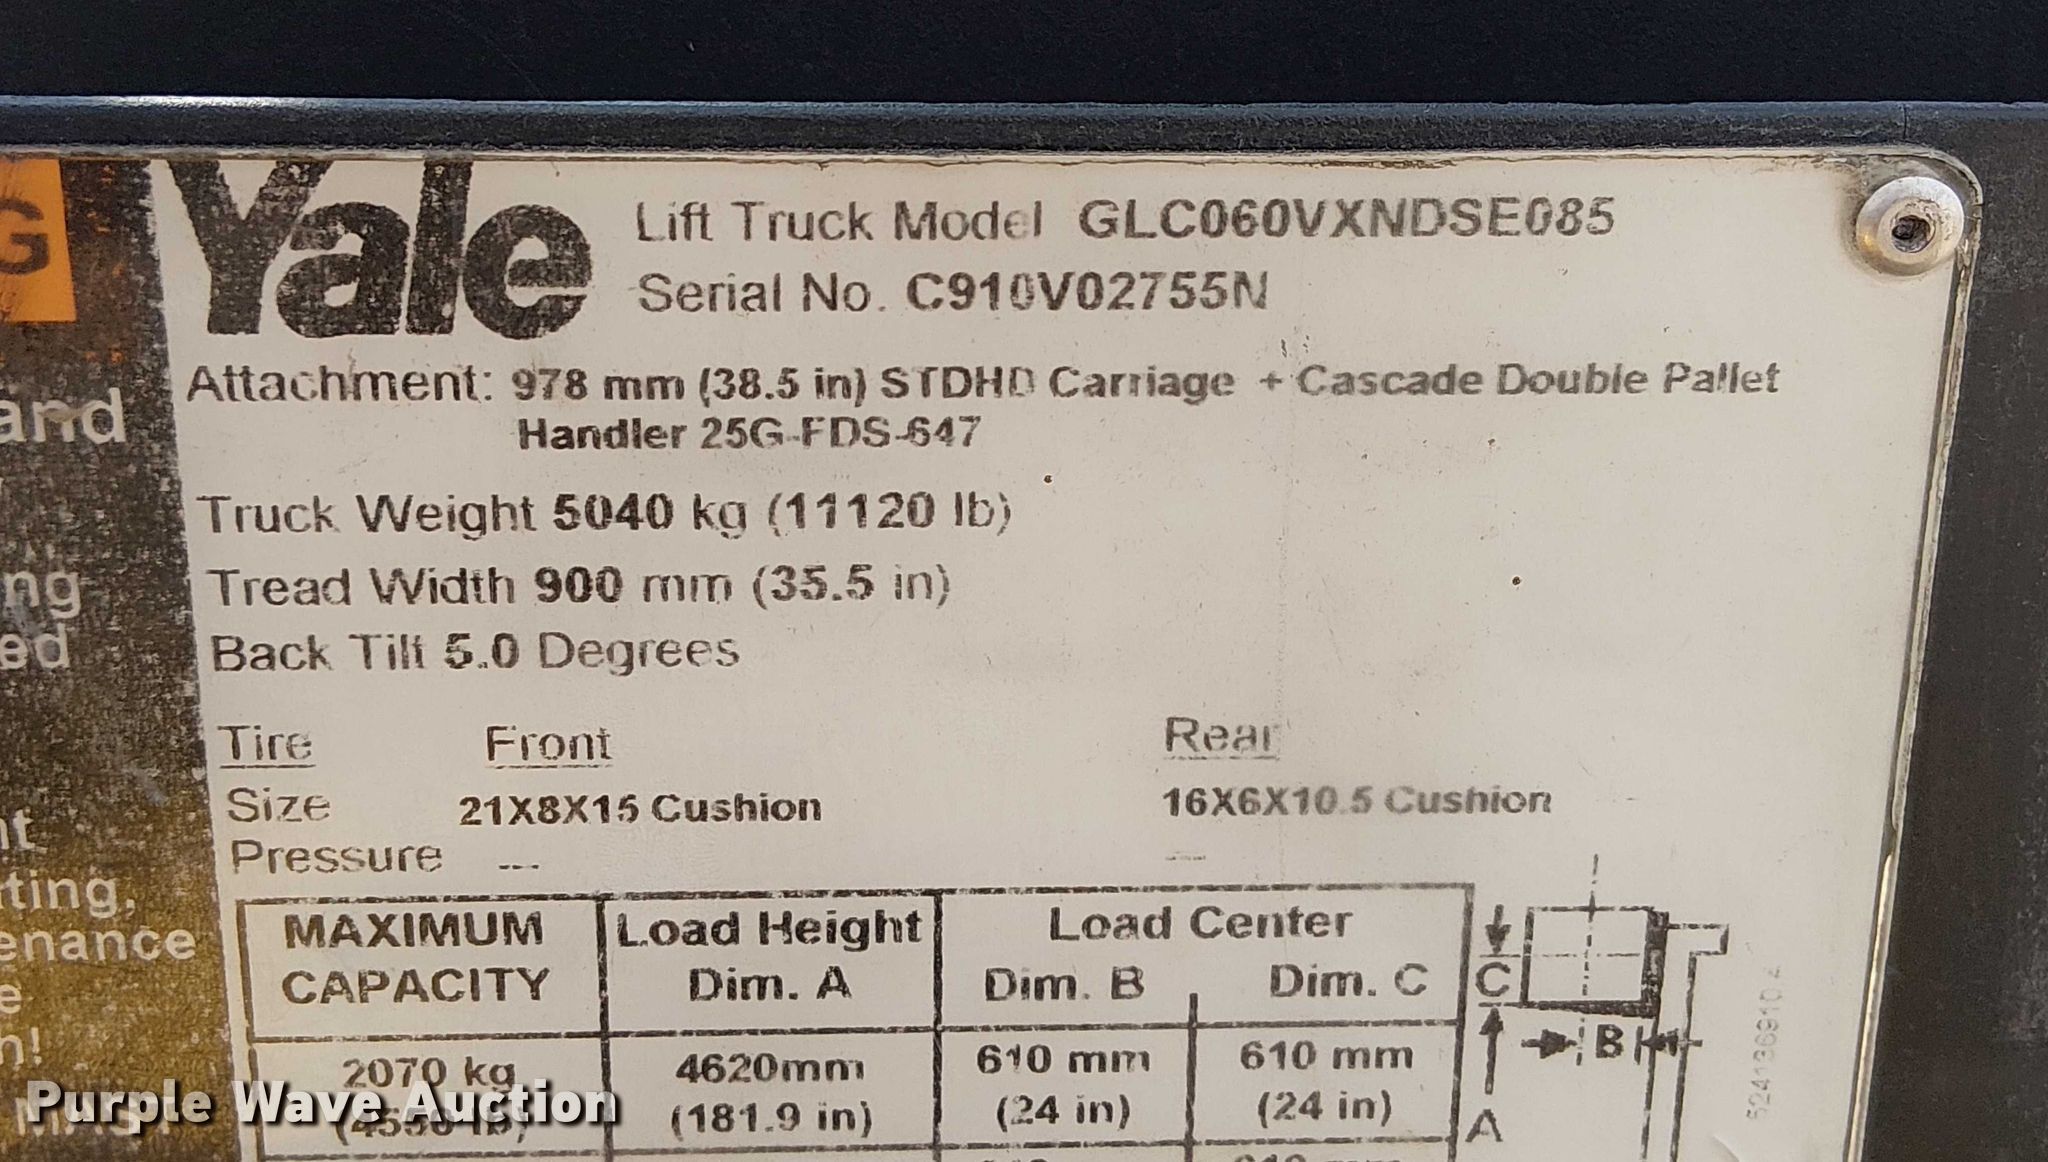 G
Yale
Lift Truck Model GLC060VXNDSE085
Serial No. C910V02755N
Attachment: 978 mm (38.5 in) STDHD Carriage + Cascade Double Pallet
Handler 25G-FDS-647
and
Truck Weight 5040 kg (11120 lb)
Tread Width 900 mm (35.5 in)
ng
ed
Back Tilt 5.0 Degrees
Tire Front Rear
Size 21X8X15 Cushion 16X6X10.5 Cushion
Pressure --- ---
ting,
enance
e
n!
MAXIMUM Load Height Load Center
CAPACITY Dim. A Dim. B Dim. C
2070 kg 4620mm 610 mm 610 mm
(4550 lb) (181.9 in) (24 in) (24 in)
C
B
A
Purple Wave Auction